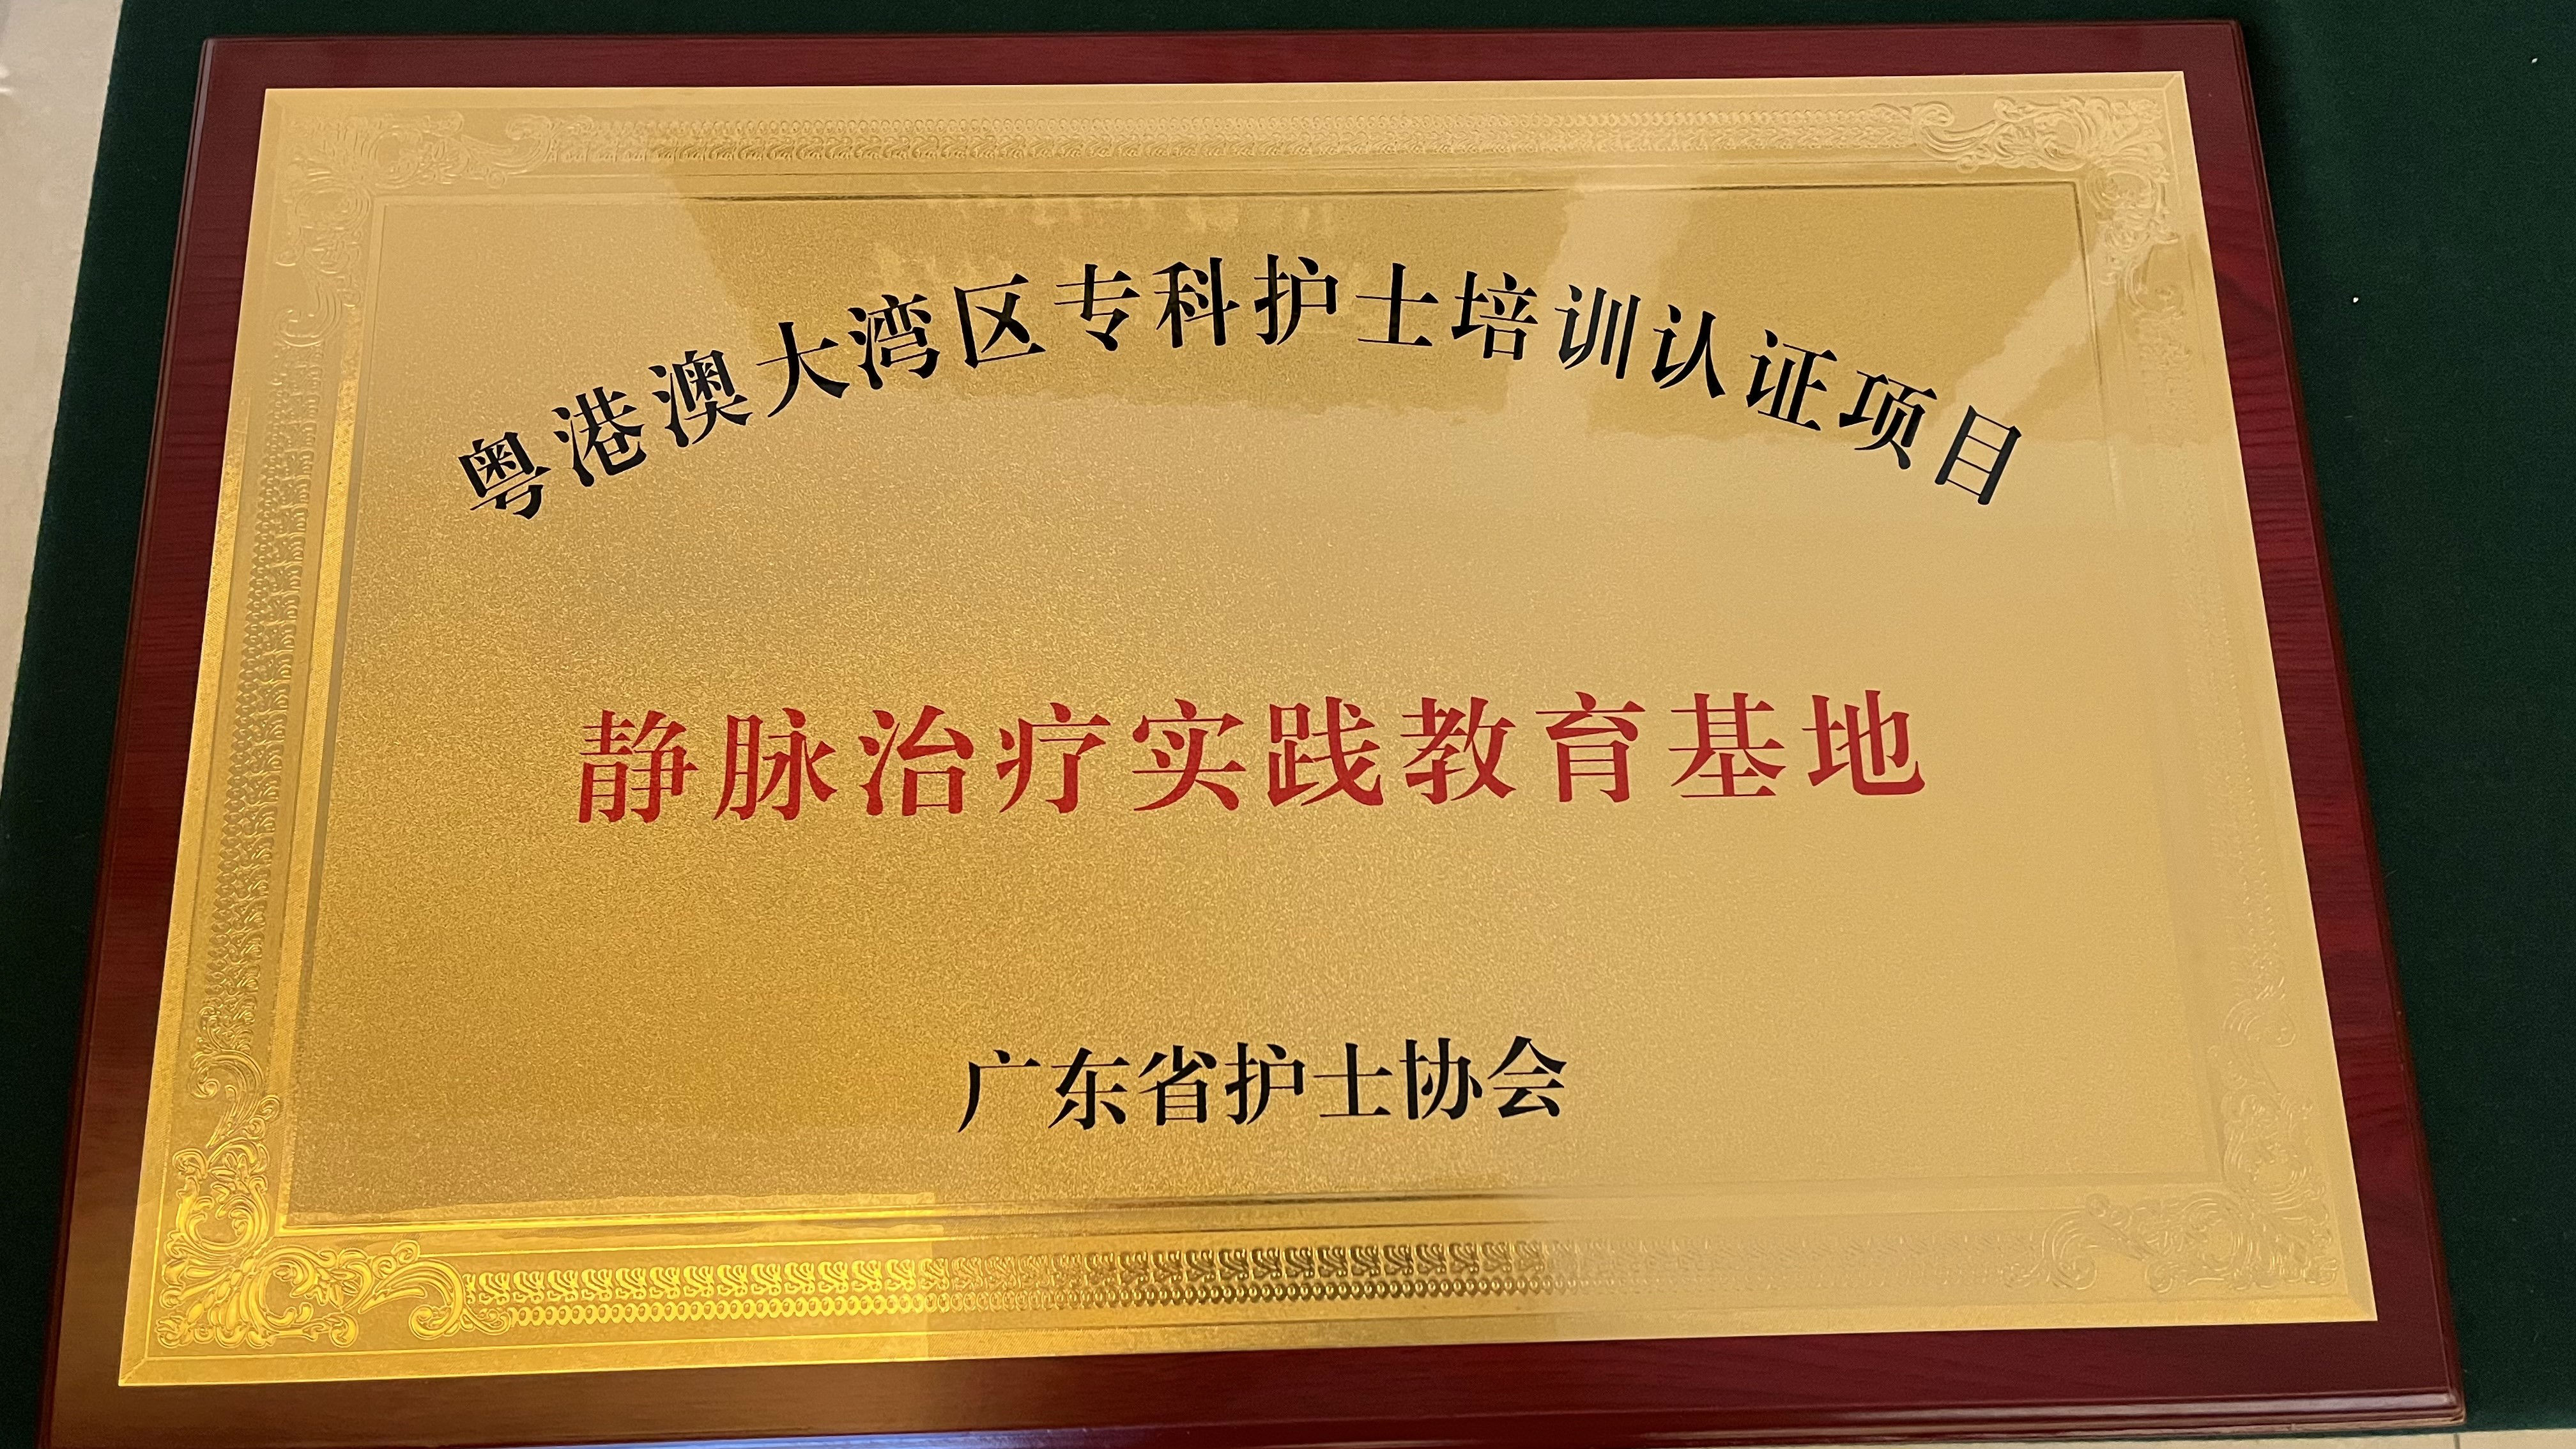 粤港澳大湾区专科护士培训认证项目
静脉治疗实践教育基地
广东省护士协会